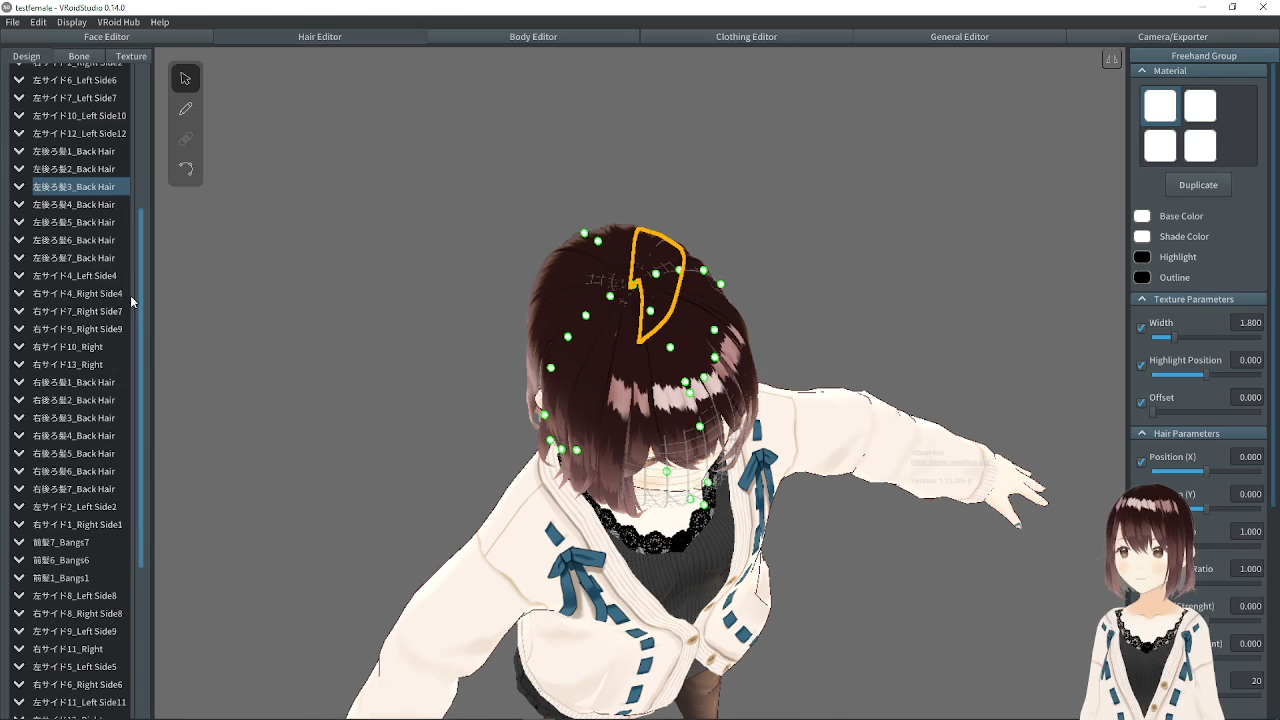 testfemale - VRoidStudio 0.14.0
File Edit Display VRoid Hub Help
Face Editor Hair Editor Body Editor Clothing Editor General Editor Camera/Exporter
Design Bone Texture
左サイド6_Left Side6
左サイド7_Left Side7
左サイド10_Left Side10
左サイド12_Left Side12
左後ろ髪1_Back Hair
左後ろ髪2_Back Hair
左後ろ髪3_Back Hair
左後ろ髪4_Back Hair
左後ろ髪5_Back Hair
左後ろ髪6_Back Hair
左後ろ髪7_Back Hair
左サイド4_Left Side4
右サイド4_Right Side4
右サイド7_Right Side7
右サイド9_Right Side9
右サイド10_Right
右サイド13_Right
右後ろ髪1_Back Hair
右後ろ髪2_Back Hair
右後ろ髪3_Back Hair
右後ろ髪4_Back Hair
右後ろ髪5_Back Hair
右後ろ髪6_Back Hair
右後ろ髪7_Back Hair
左サイド2_Left Side2
右サイド1_Right Side1
前髪7_Bangs7
前髪6_Bangs6
前髪1_Bangs1
左サイド8_Left Side8
右サイド8_Right Side8
左サイド9_Left Side9
右サイド11_Right
左サイド5_Left Side5
右サイド6_Right Side6
左サイド11_Left Side11
Freehand Group
Material
Duplicate
Base Color
Shade Color
Highlight
Outline
Texture Parameters
Width 1.800
Highlight Position 0.000
Offset 0.000
Hair Parameters
Position (X) 0.000
(Y) 0.000
1.000
Ratio 1.000
Strenght) 0.000
0.000
20